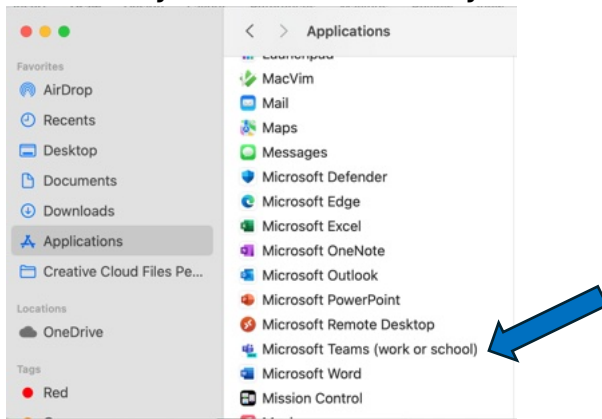 Applications
Favorites
AirDrop
Recents
Desktop
Documents
Downloads
Applications
Creative Cloud Files Pe...
Locations
OneDrive
Tags
Red
Launchpad
MacVim
Mail
Maps
Messages
Microsoft Defender
Microsoft Edge
Microsoft Excel
Microsoft OneNote
Microsoft Outlook
Microsoft PowerPoint
Microsoft Remote Desktop
Microsoft Teams (work or school)
Microsoft Word
Mission Control